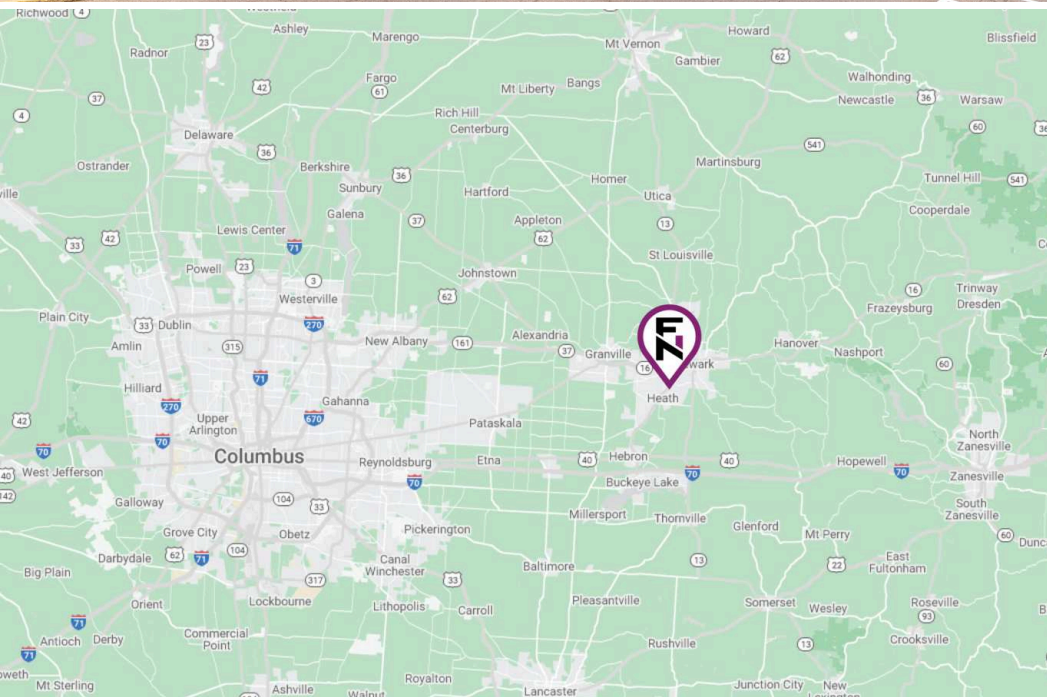 Richwood 4
Ashley
Marengo
Howard
Blissfield
Radnor
23
Mt Vernon
Gambier
62
Fargo
61
42
Mt Liberty
Bangs
Walhonding
37
Newcastle
36
Warsaw
4
Rich Hill
Centerburg
60
36
Delaware
541
36
Ostrander
Berkshire
36
Martinsburg
Sunbury
Hartford
Homer
Tunnel Hill
541
Utica
Galena
37
Appleton
Cooperdale
13
Lewis Center
62
33
42
71
St Louisville
Powell
23
3
Johnstown
16
Trinway
Westerville
62
Dresden
Frazeysburg
Plain City
33
Dublin
270
FN
Amlin
315
New Albany
161
Alexandria
Hanover
37
Granville
Nashport
16
wark
60
71
Hilliard
Heath
270
Gahanna
Upper
Arlington
670
42
Pataskala
North
Zanesville
70
70
Columbus
Hebron
40
Reynoldsburg
Etna
40
Hopewell
70
40
West Jefferson
70
Buckeye Lake
70
Zanesville
142
104
33
Galloway
Millersport
Thornville
South
Zanesville
Glenford
Grove City
Obetz
Pickerington
Mt Perry
60
Darbydale
62
71
104
Canal
Winchester
13
East
Fultonham
Big Plain
317
33
Baltimore
22
Lockbourne
Lithopolis
Carroll
Pleasantville
Somerset
Wesley
Roseville
Orient
93
71
Antioch
Derby
Commercial
Point
Rushville
13
Crooksville
71
Mt Sterling
Royalton
Junction City
New
Ashville
Lancaster